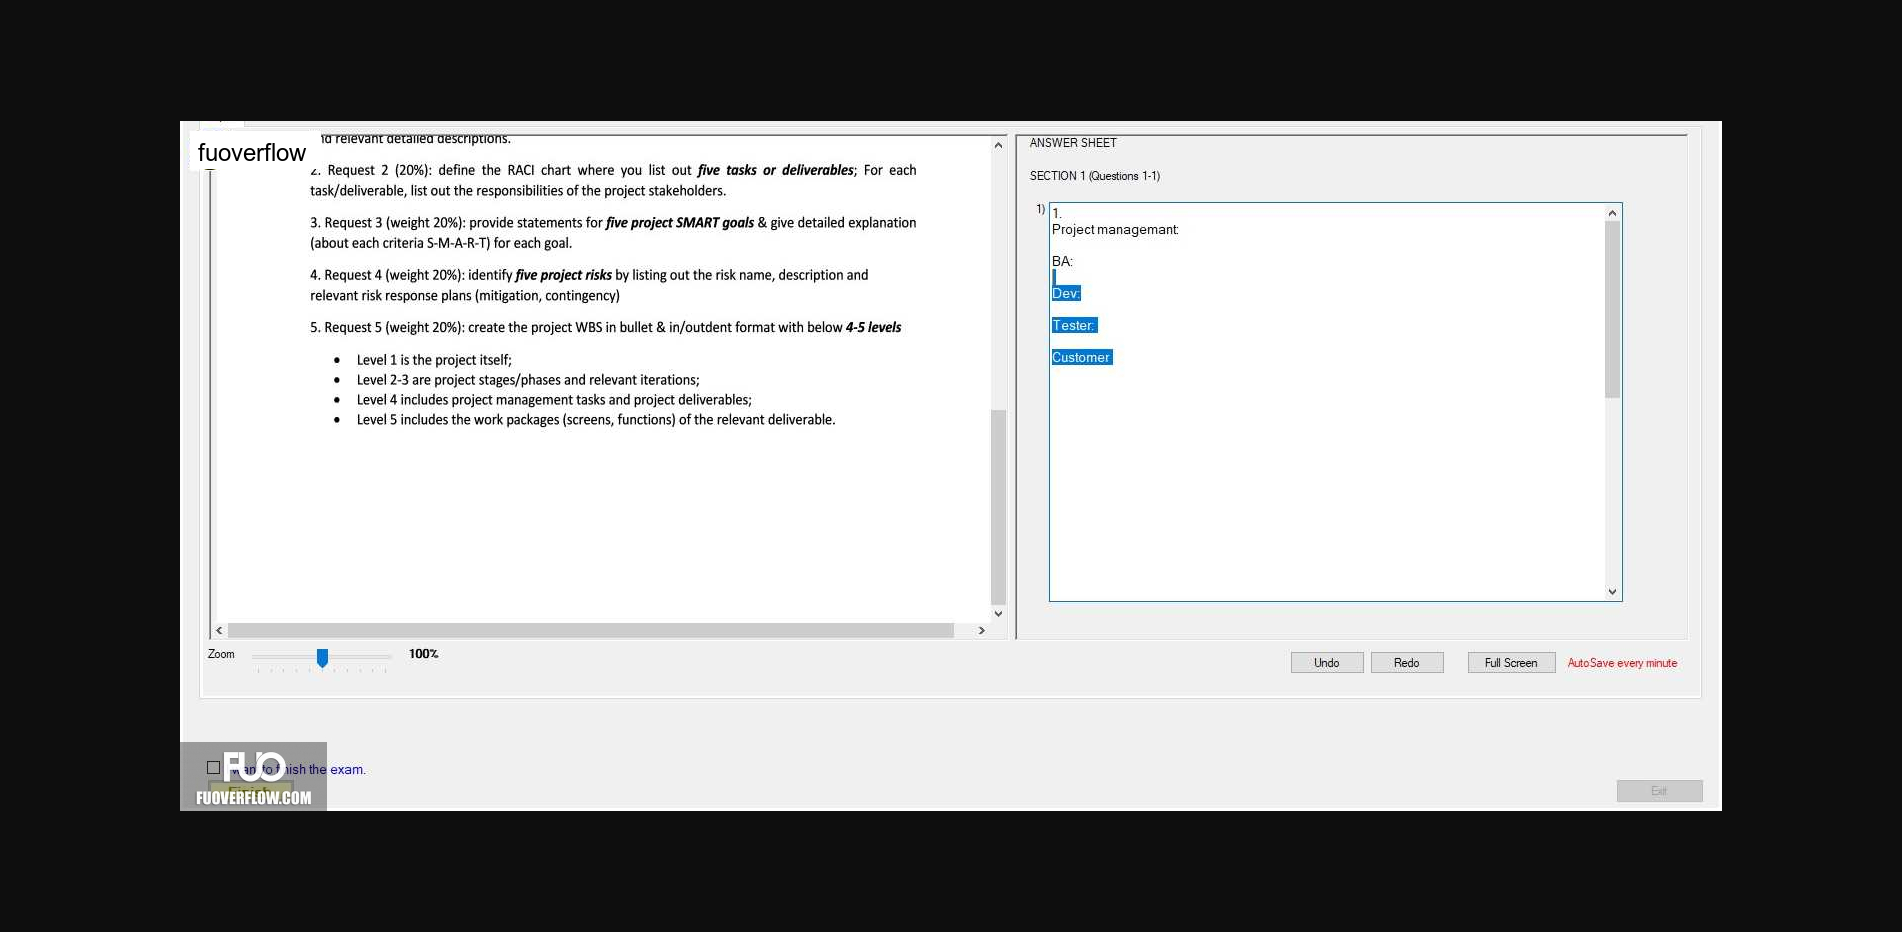 nd relevant detailed descriptions.
fuoverflow
2. Request 2 (20%): define the RACI chart where you list out five tasks or deliverables; For each
task/deliverable, list out the responsibilities of the project stakeholders.
3. Request 3 (weight 20%): provide statements for five project SMART goals & give detailed explanation
(about each criteria S-M-A-R-T) for each goal.
4. Request 4 (weight 20%): identify five project risks by listing out the risk name, description and
relevant risk response plans (mitigation, contingency)
5. Request 5 (weight 20%): create the project WBS in bullet & in/outdent format with below 4-5 levels
• Level 1 is the project itself;
• Level 2-3 are project stages/phases and relevant iterations;
• Level 4 includes project management tasks and project deliverables;
• Level 5 includes the work packages (screens, functions) of the relevant deliverable.
Zoom
100%
ANSWER SHEET
SECTION 1 (Questions 1-1)
1)
1.
Project managemant:
BA:
Dev:
Tester:
Customer
Undo
Redo
Full Screen
AutoSave every minute
FUO
want to finish the exam.
Finish
FUOVERFLOW.COM
Exit